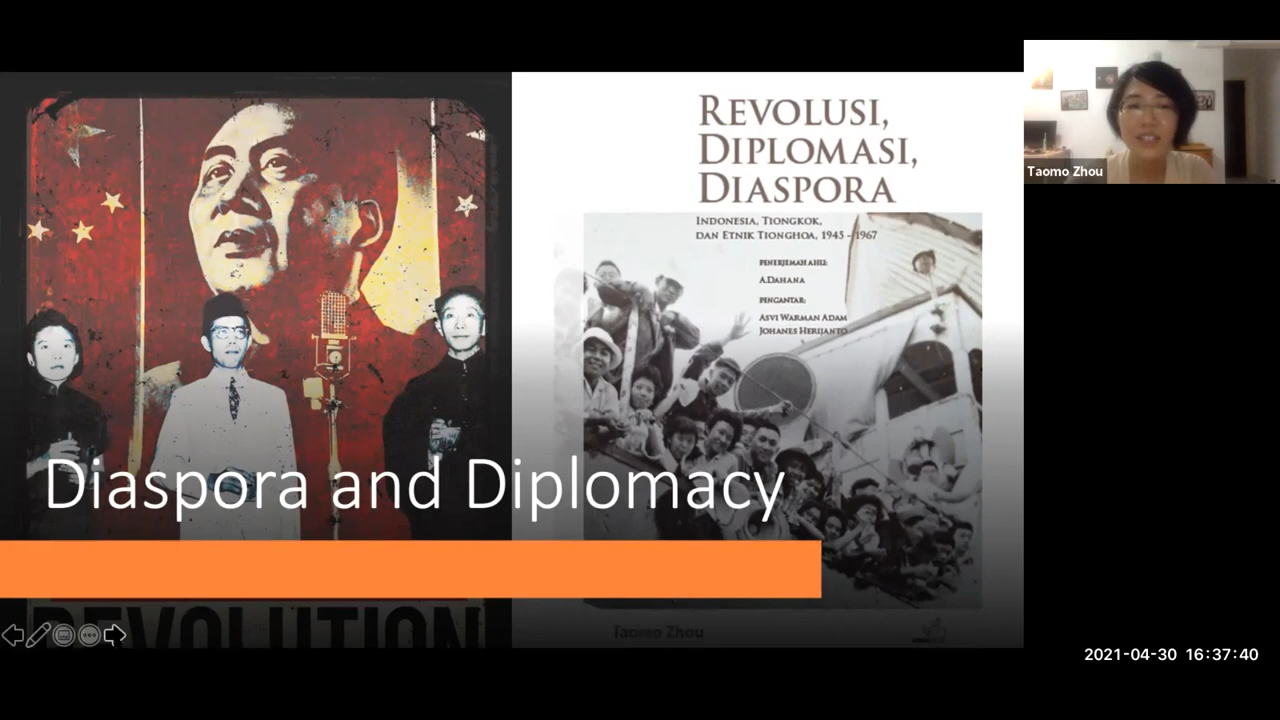 REVOLUSI,
DIPLOMASI,
DIASPORA
INDONESIA, TIONGKOK,
DAN ETNIK TIONGHOA, 1945 - 1967
PENERJEMAH AHLI:
A.DAHANA
PENGANTAR:
ASVI WARMAN ADAM
JOHANES HERLIJANTO
Diaspora and Diplomacy
REVOLUTION
Taomo Zhou
Taomo Zhou
2021-04-30 16:37:40